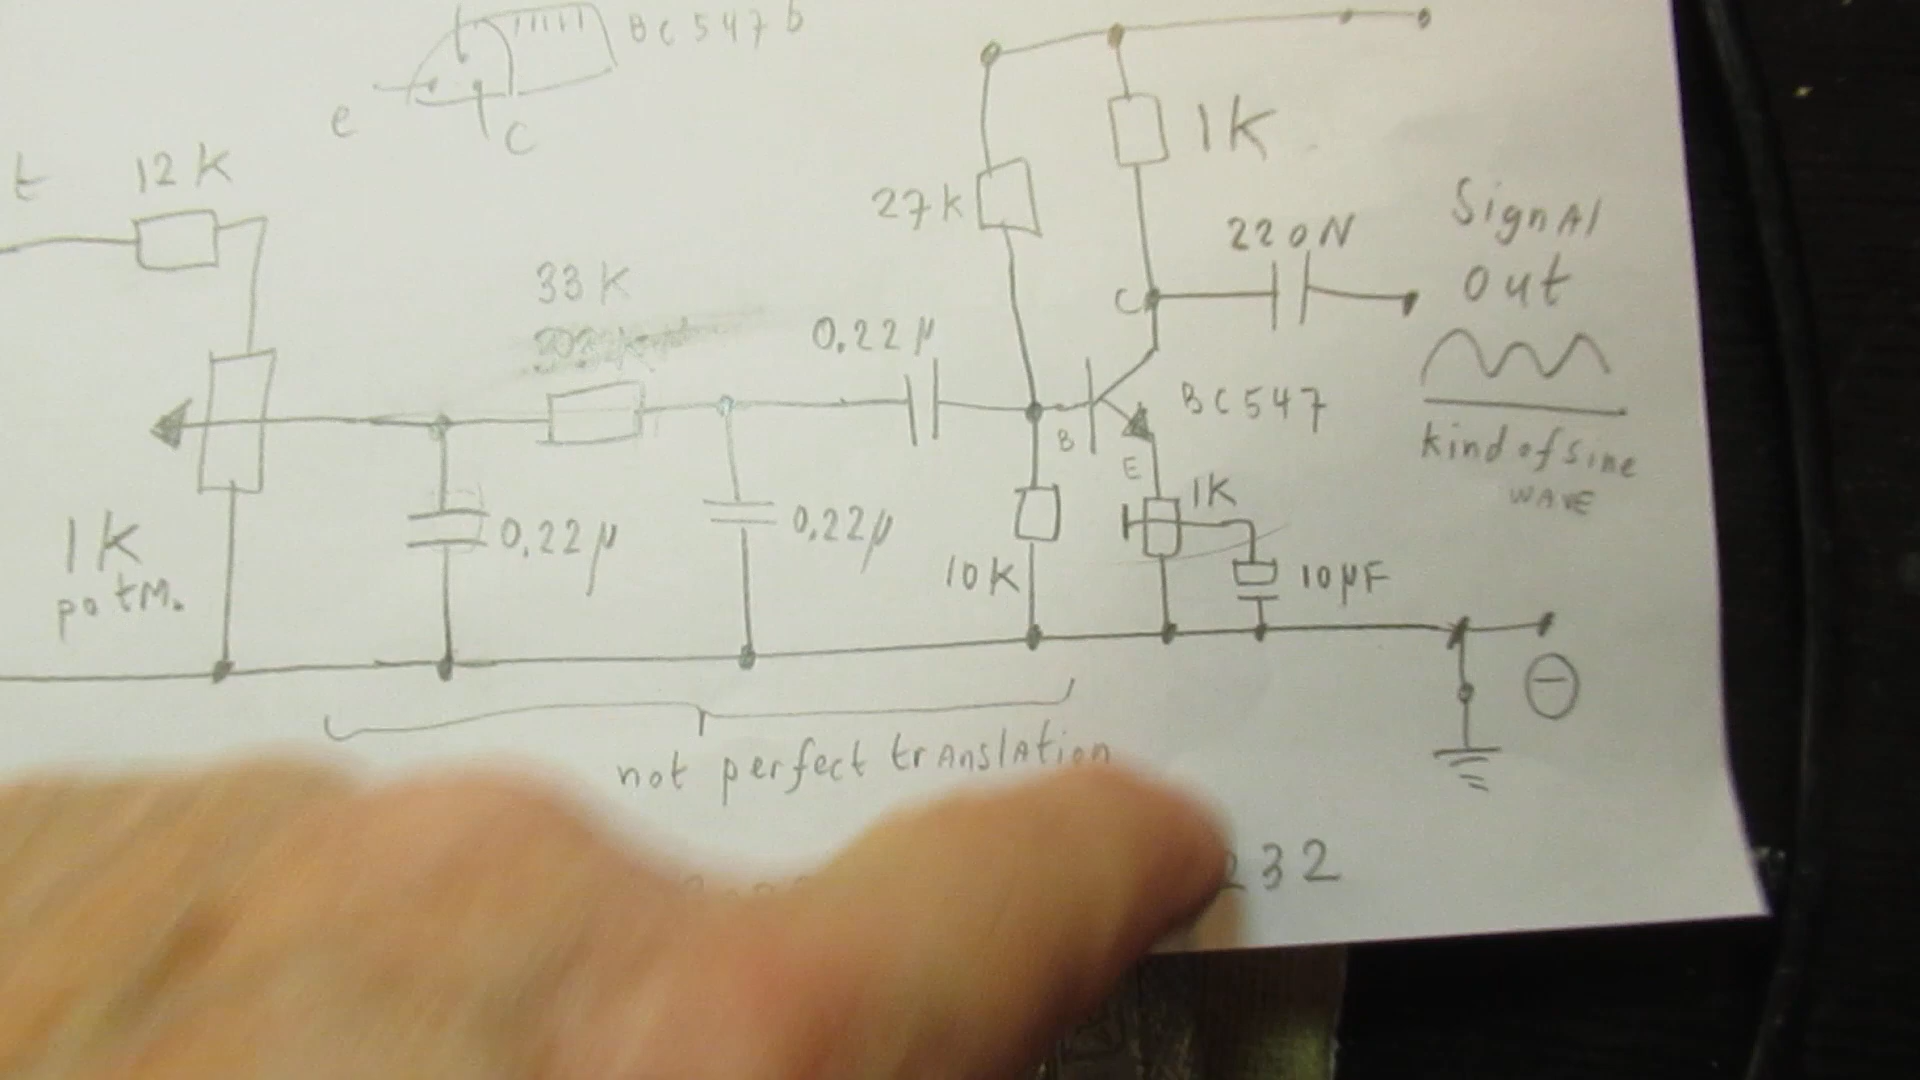 BC547b
e
C
t
12K
1K
27K
Signal
out
220N
33K
C
0.22µ
BC547
kind of sine
wave
B
E
1K
1K
potm.
0.22µ
0.22µ
10K
10µF
not perfect translation
232